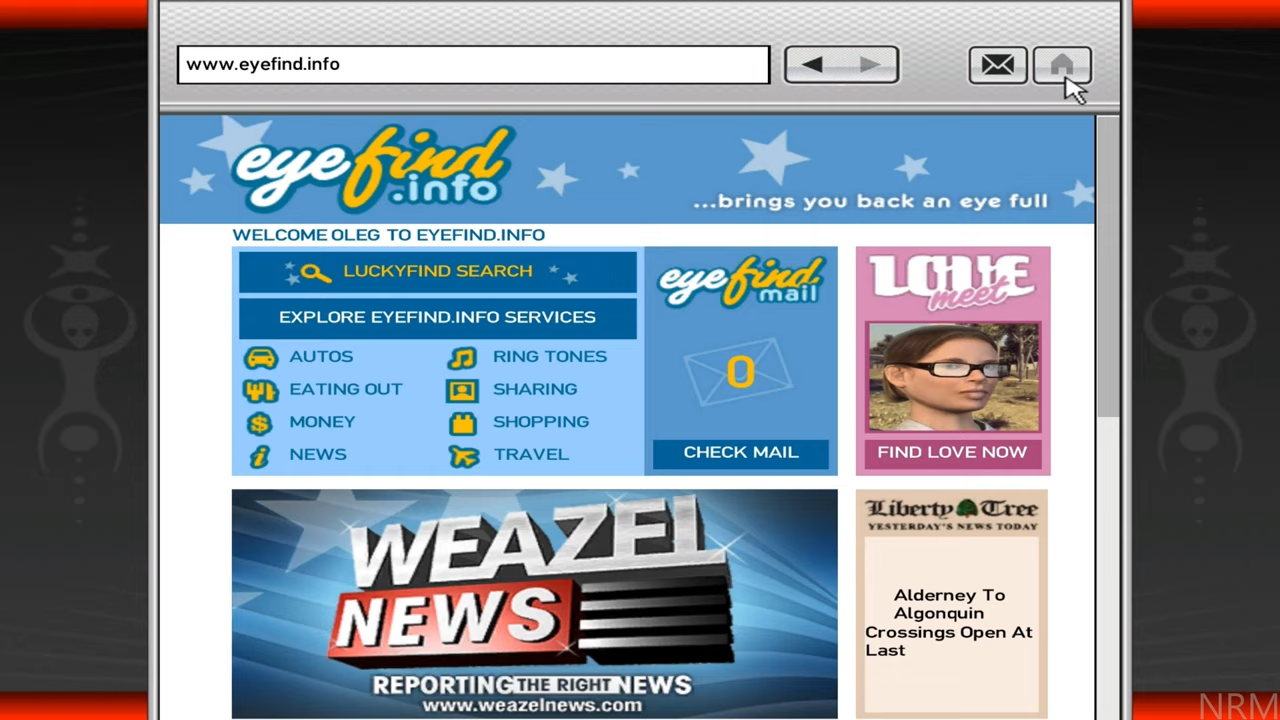 www.eyefind.info
eyefind
.info
...brings you back an eye full
WELCOME OLEG TO EYEFIND.INFO
LUCKYFIND SEARCH
EXPLORE EYEFIND.INFO SERVICES
AUTOS
RING TONES
EATING OUT
SHARING
MONEY
SHOPPING
NEWS
TRAVEL
eyefind
mail
0
CHECK MAIL
LOVE
meet
FIND LOVE NOW
WEAZEL
NEWS
REPORTING THE RIGHT NEWS
www.weazelnews.com
Liberty Tree
YESTERDAY'S NEWS TODAY
Alderney To
Algonquin
Crossings Open At
Last
NRM